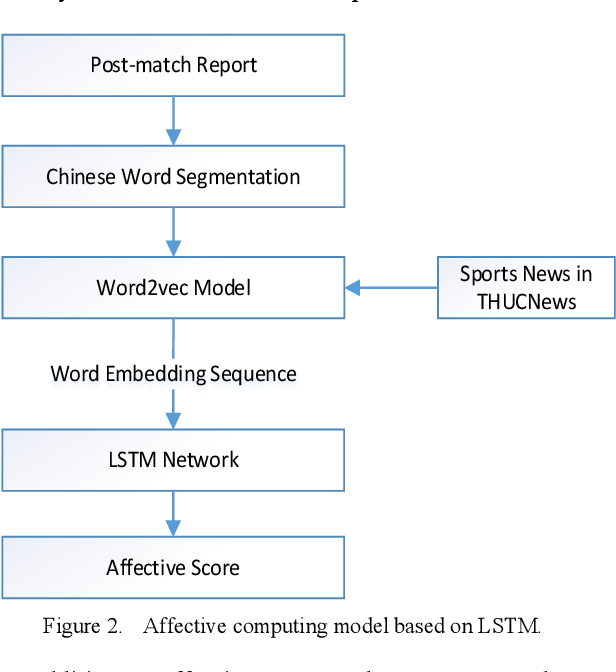 Post-match Report
Chinese Word Segmentation
Word2vec Model
Sports News in
THUCNews
Word Embedding Sequence
LSTM Network
Affective Score
Figure 2. Affective computing model based on LSTM.